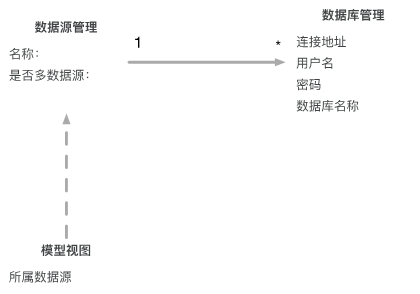 数据库管理
数据源管理
1
*
连接地址
名称：
用户名
是否多数据源：
密码
数据库名称
模型视图
所属数据源